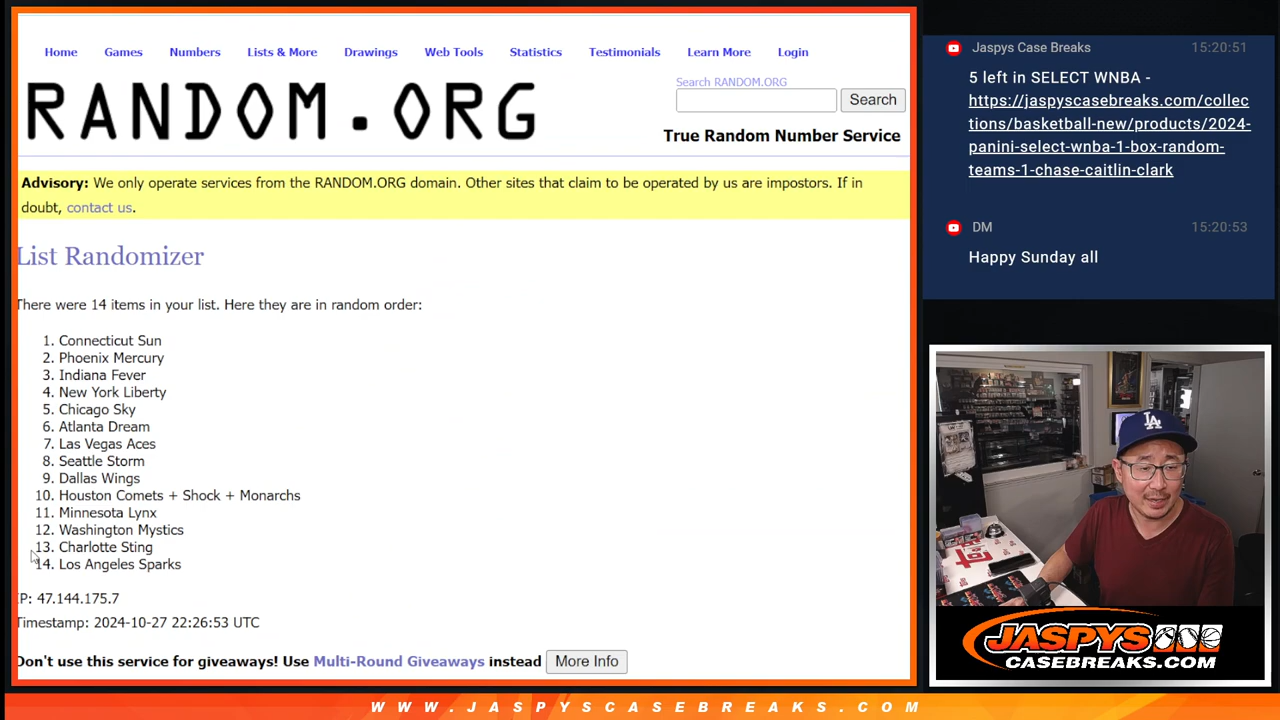 Home Games Numbers Lists & More Drawings Web Tools Statistics Testimonials Learn More Login
RANDOM.ORG
Search RANDOM.ORG
Search
True Random Number Service
Advisory: We only operate services from the RANDOM.ORG domain. Other sites that claim to be operated by us are impostors. If in
doubt, contact us.
List Randomizer
There were 14 items in your list. Here they are in random order:
1. Connecticut Sun
2. Phoenix Mercury
3. Indiana Fever
4. New York Liberty
5. Chicago Sky
6. Atlanta Dream
7. Las Vegas Aces
8. Seattle Storm
9. Dallas Wings
10. Houston Comets + Shock + Monarchs
11. Minnesota Lynx
12. Washington Mystics
13. Charlotte Sting
14. Los Angeles Sparks
IP: 47.144.175.7
Timestamp: 2024-10-27 22:26:53 UTC
Don't use this service for giveaways! Use Multi-Round Giveaways instead More Info
Jaspys Case Breaks 15:20:51
5 left in SELECT WNBA -
https://jaspyscasebreaks.com/collec
tions/basketball-new/products/2024-
panini-select-wnba-1-box-random-
teams-1-chase-caitlin-clark
DM 15:20:53
Happy Sunday all
LA
JASPYS
CASEBREAKS.COM
WWW.JASPYSCASEBREAKS.COM